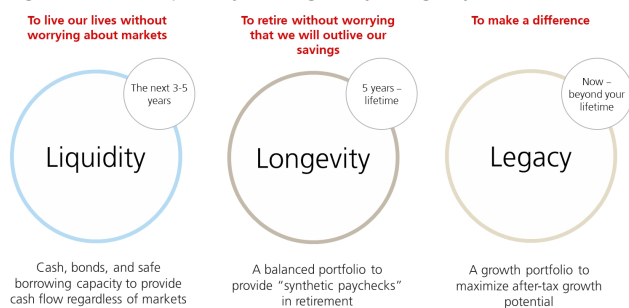 To live our lives without
worrying about markets
The next 3-5
years
Liquidity
Cash, bonds, and safe
borrowing capacity to provide
cash flow regardless of markets
To retire without worrying
that we will outlive our
savings
5 years –
lifetime
Longevity
A balanced portfolio to
provide “synthetic paychecks”
in retirement
To make a difference
Now –
beyond your
lifetime
Legacy
A growth portfolio to
maximize after-tax growth
potential